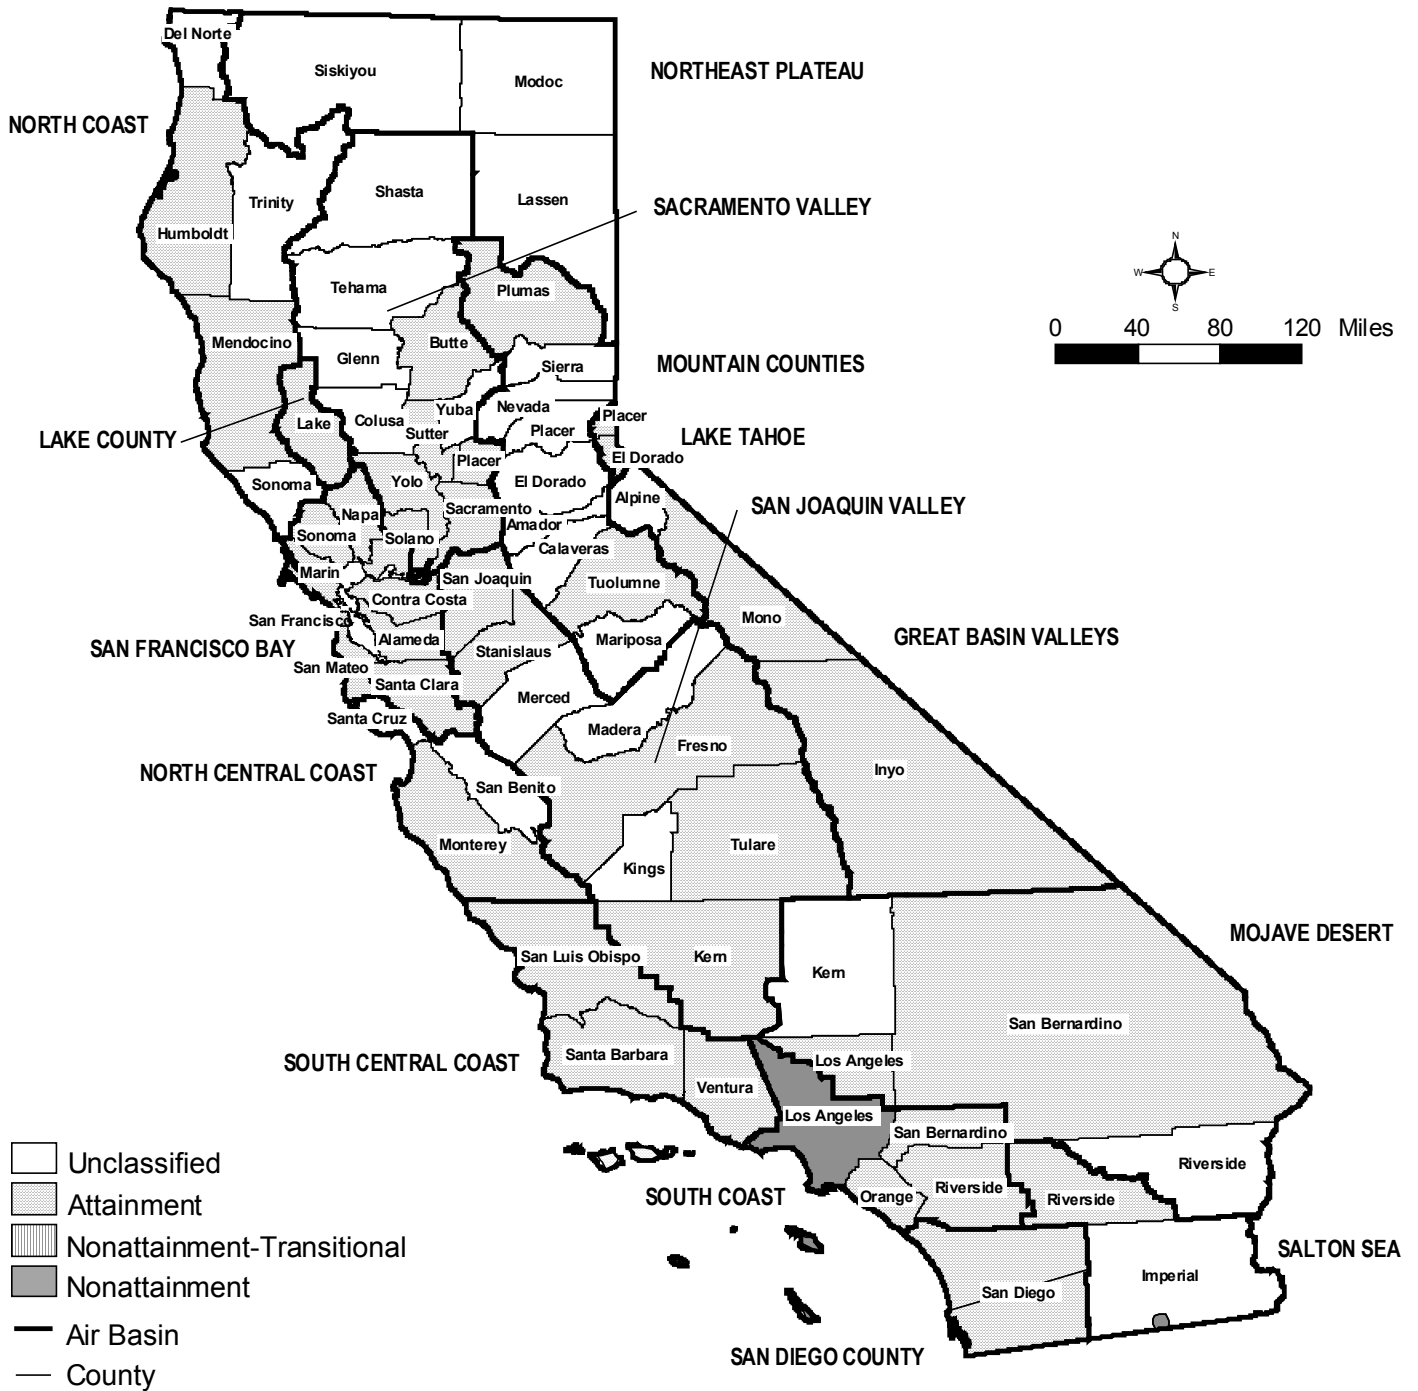 Del Norte
Siskiyou
Modoc
NORTHEAST PLATEAU
NORTH COAST
Trinity
Shasta
Lassen
SACRAMENTO VALLEY
Humboldt
N
W
E
S
Tehama
Plumas
0 40 80 120 Miles
Mendocino
Butte
Glenn
Sierra
MOUNTAIN COUNTIES
Nevada
Yuba
Placer
Colusa
Lake
Sutter
Placer
LAKE TAHOE
LAKE COUNTY
El Dorado
Placer
Sonoma
Yolo
El Dorado
Alpine
SAN JOAQUIN VALLEY
Napa
Sacramento
Amador
Sonoma
Solano
Calaveras
Marin
San Joaquin
Tuolumne
Contra Costa
San Francisco
Mono
GREAT BASIN VALLEYS
Alameda
Mariposa
SAN FRANCISCO BAY
Stanislaus
San Mateo
Santa Clara
Merced
Santa Cruz
Madera
Fresno
NORTH CENTRAL COAST
Inyo
San Benito
Monterey
Tulare
Kings
MOJAVE DESERT
San Luis Obispo
Kern
Kern
San Bernardino
SOUTH CENTRAL COAST
Santa Barbara
Los Angeles
Ventura
Los Angeles
San Bernardino
Unclassified
Riverside
Attainment
SOUTH COAST
Orange
Riverside
Riverside
Nonattainment-Transitional
SALTON SEA
Nonattainment
Imperial
San Diego
Air Basin
SAN DIEGO COUNTY
County